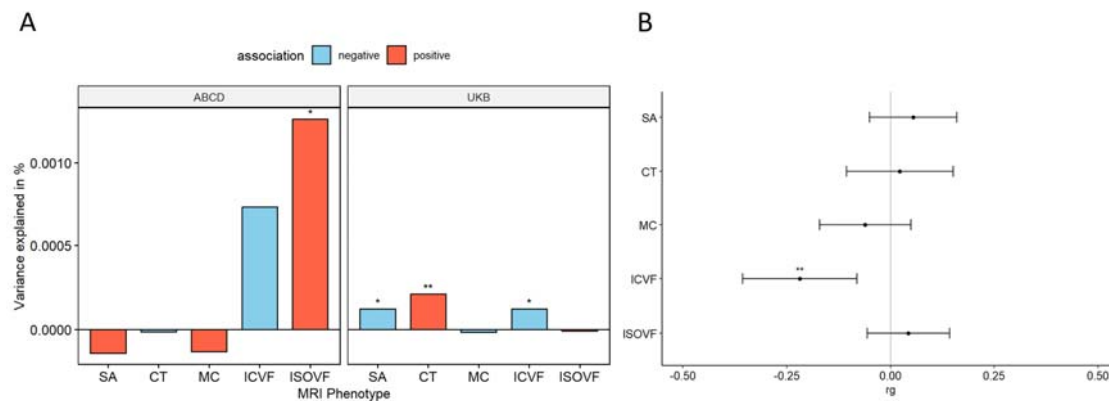 A
association negative positive
ABCD UKB
*
** 
* *
0.0010
0.0005
0.0000
Variance explained in %
SA CT MC ICVF ISOVF SA CT MC ICVF ISOVF
MRI Phenotype
B
SA
CT
MC
**
ICVF
ISOVF
-0.50 -0.25 0.00 0.25 0.50
rg